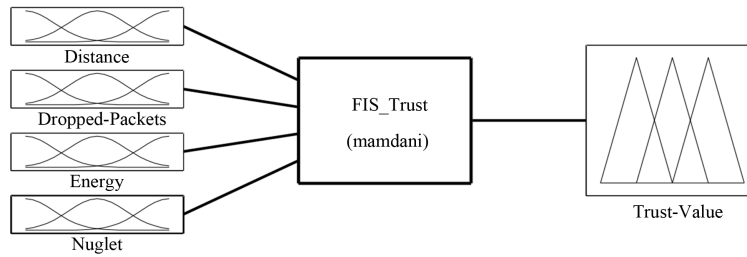 Distance
Dropped-Packets
Energy
Nuglet
FIS_Trust
(mamdani)
Trust-Value